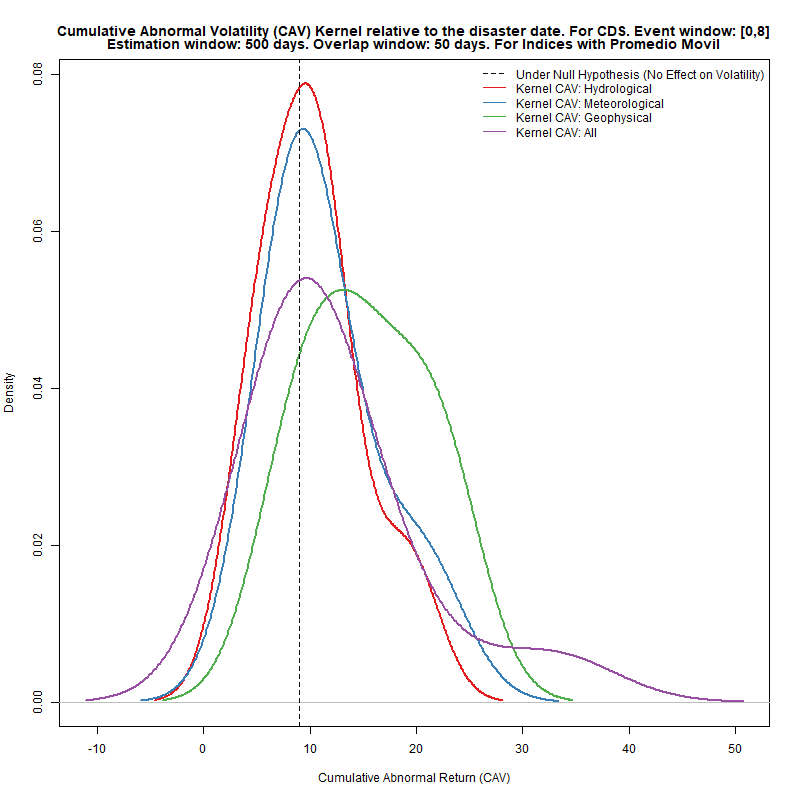 Cumulative Abnormal Volatility (CAV) Kernel relative to the disaster date. For CDS. Event window: [0,8]
Estimation window: 500 days. Overlap window: 50 days. For Indices with Promedio Movil
Under Null Hypothesis (No Effect on Volatility)
Kernel CAV: Hydrological
Kernel CAV: Meteorological
Kernel CAV: Geophysical
Kernel CAV: All
0.08
0.06
0.04
0.02
0.00
Density
-10 0 10 20 30 40 50
Cumulative Abnormal Return (CAV)